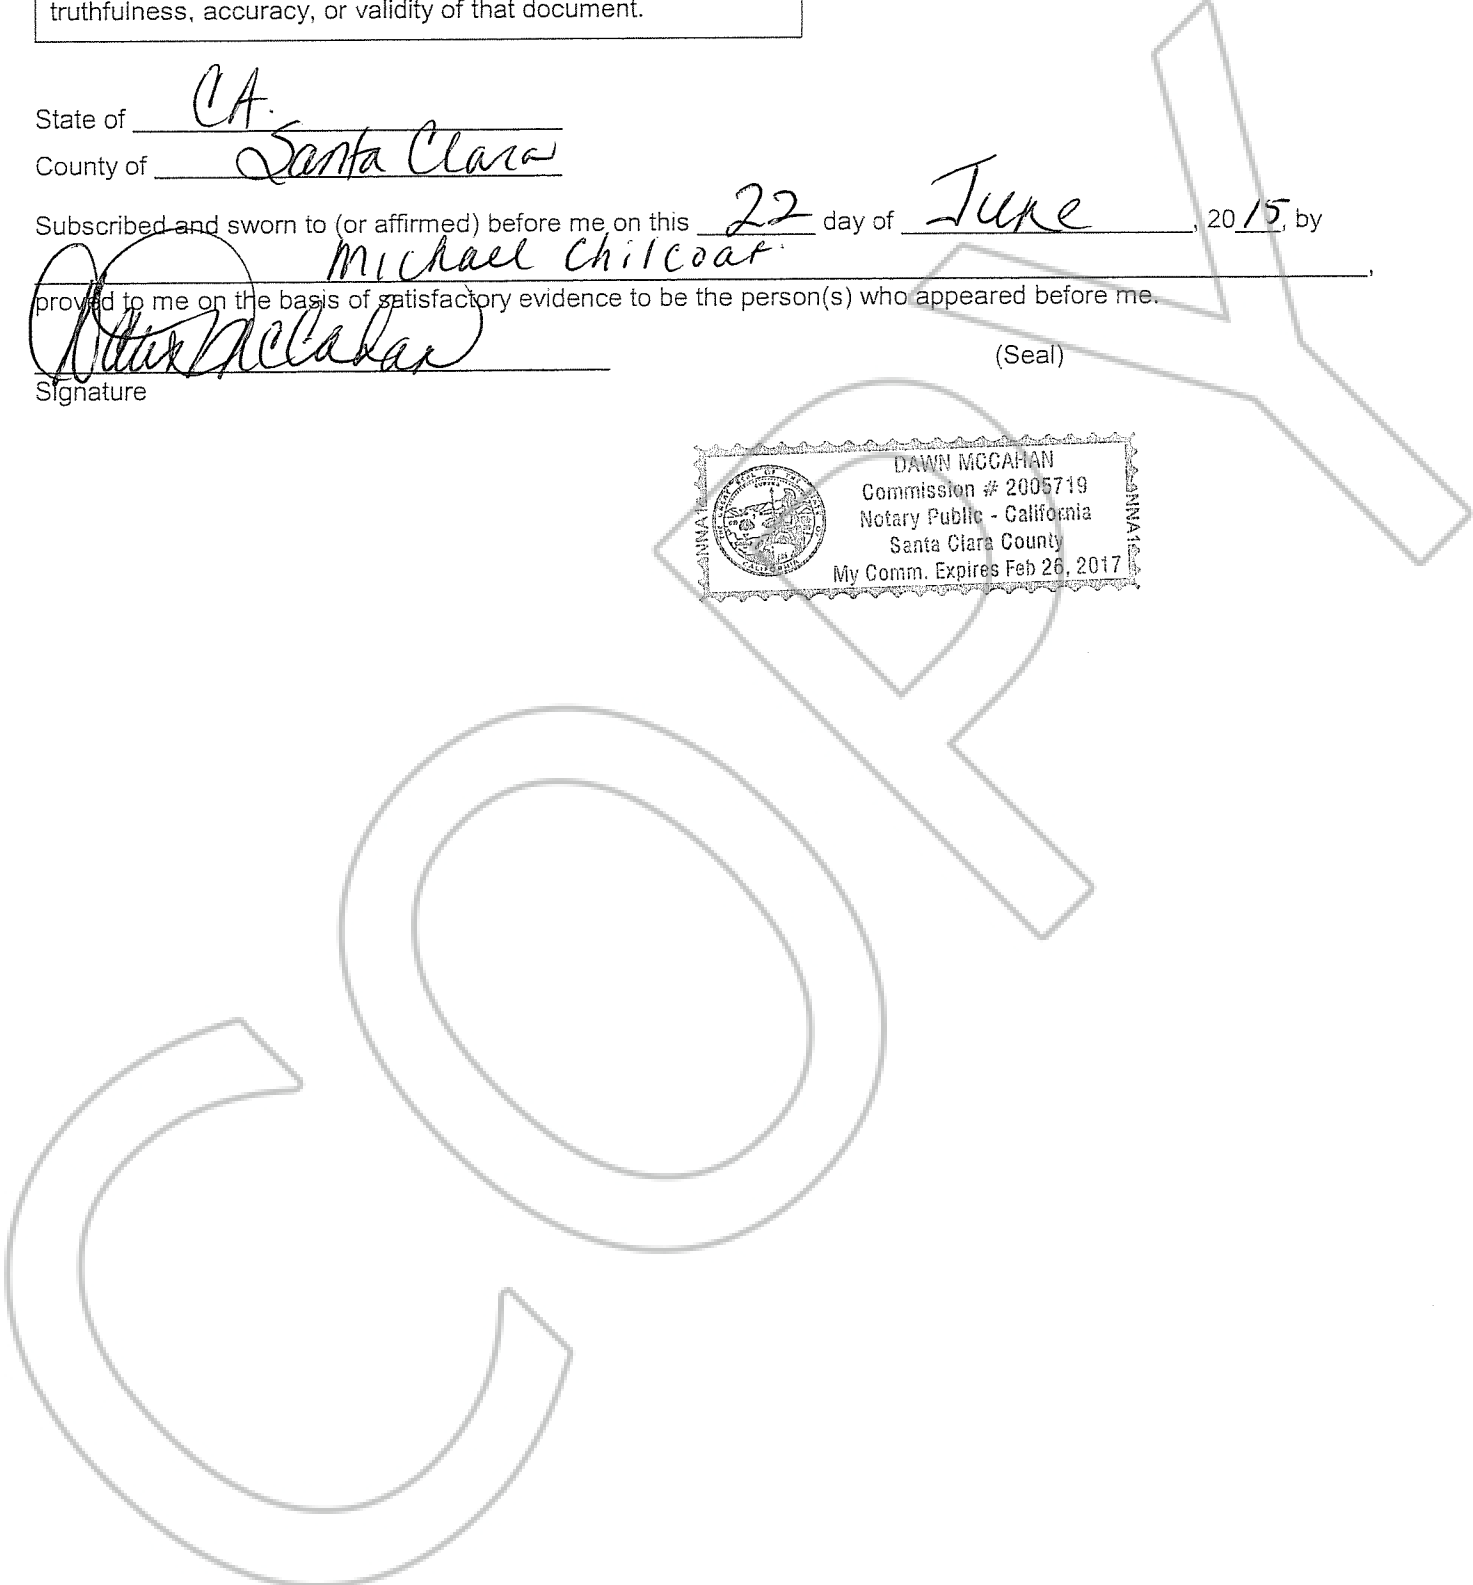 truthfulness, accuracy, or validity of that document.
State of CA.
County of Santa Clara
Subscribed and sworn to (or affirmed) before me on this 22 day of June, 2015, by
Michael Chilcoat,
proved to me on the basis of satisfactory evidence to be the person(s) who appeared before me.
Dawn McCahan
(Seal)
Signature
DAWN MCCAHAN
Commission # 2005719
Notary Public - California
Santa Clara County
My Comm. Expires Feb 26, 2017
COPY